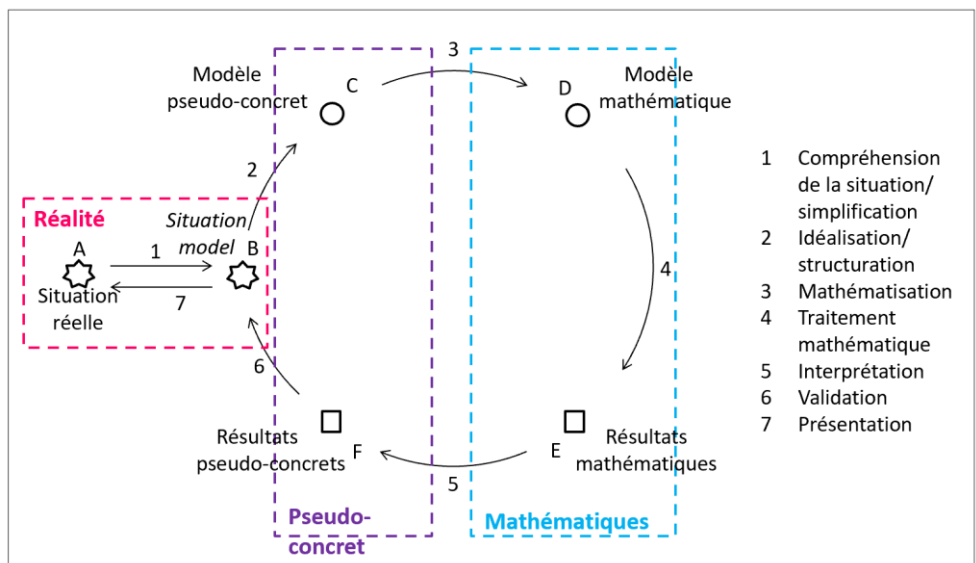 3
Modèle
pseudo-concret
C
D
Modèle
mathématique
2
Réalité
Situation
model
A
1
B
7
Situation
réelle
4
6
Résultats
pseudo-concrets
F
E
Résultats
mathématiques
5
Pseudo-
concret
Mathématiques
1 Compréhension
de la situation/
simplification
2 Idéalisation/
structuration
3 Mathématisation
4 Traitement
mathématique
5 Interprétation
6 Validation
7 Présentation